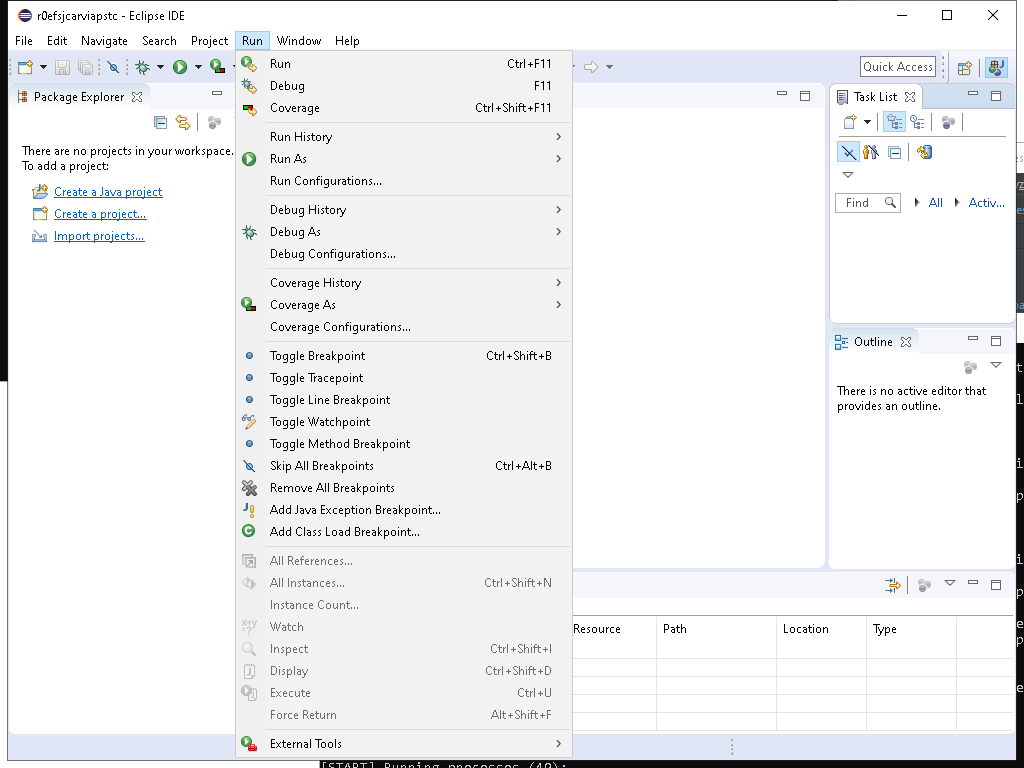 r0efsjcarviapstc - Eclipse IDE
File Edit Navigate Search Project Run Window Help
Quick Access
Package Explorer
There are no projects in your workspace.
To add a project:
Create a Java project
Create a project...
Import projects...
Run Ctrl+F11
Debug F11
Coverage Ctrl+Shift+F11
Run History
Run As
Run Configurations...
Debug History
Debug As
Debug Configurations...
Coverage History
Coverage As
Coverage Configurations...
Toggle Breakpoint Ctrl+Shift+B
Toggle Tracepoint
Toggle Line Breakpoint
Toggle Watchpoint
Toggle Method Breakpoint
Skip All Breakpoints Ctrl+Alt+B
Remove All Breakpoints
Add Java Exception Breakpoint...
Add Class Load Breakpoint...
All References...
All Instances... Ctrl+Shift+N
Instance Count...
Watch
Inspect Ctrl+Shift+I
Display Ctrl+Shift+D
Execute Ctrl+U
Force Return Alt+Shift+F
External Tools
Task List
Find All Activ...
Outline
There is no active editor that
provides an outline.
Resource Path Location Type
[START] Running processes (49):